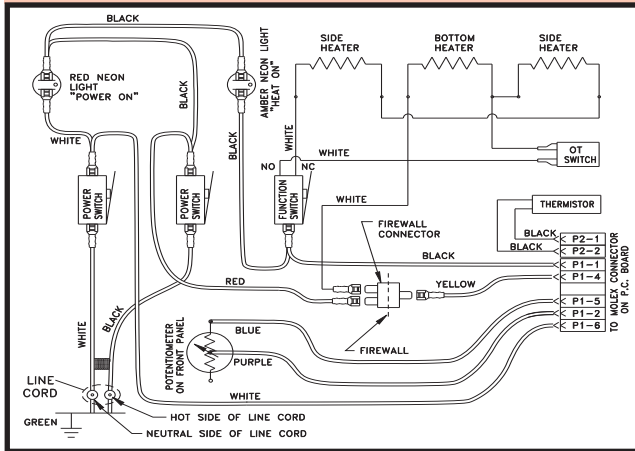 BLACK
RED NEON
LIGHT
"POWER ON"
BLACK
AMBER NEON LIGHT
"HEAT ON"
SIDE
HEATER
BOTTOM
HEATER
SIDE
HEATER
WHITE
BLACK
WHITE
NO
NC
WHITE
OT
SWITCH
POWER
SWITCH
POWER
SWITCH
FUNCTION
SWITCH
WHITE
THERMISTOR
FIREWALL
CONNECTOR
BLACK
BLACK
P2-1
P2-2
BLACK
P1-1
P1-4
RED
YELLOW
P1-5
P1-2
P1-6
TO MOLEX CONNECTOR
ON P.C. BOARD
WHITE
BLACK
POTENTIOMETER
ON FRONT PANEL
BLUE
PURPLE
FIREWALL
LINE
CORD
WHITE
HOT SIDE OF LINE CORD
GREEN
NEUTRAL SIDE OF LINE CORD